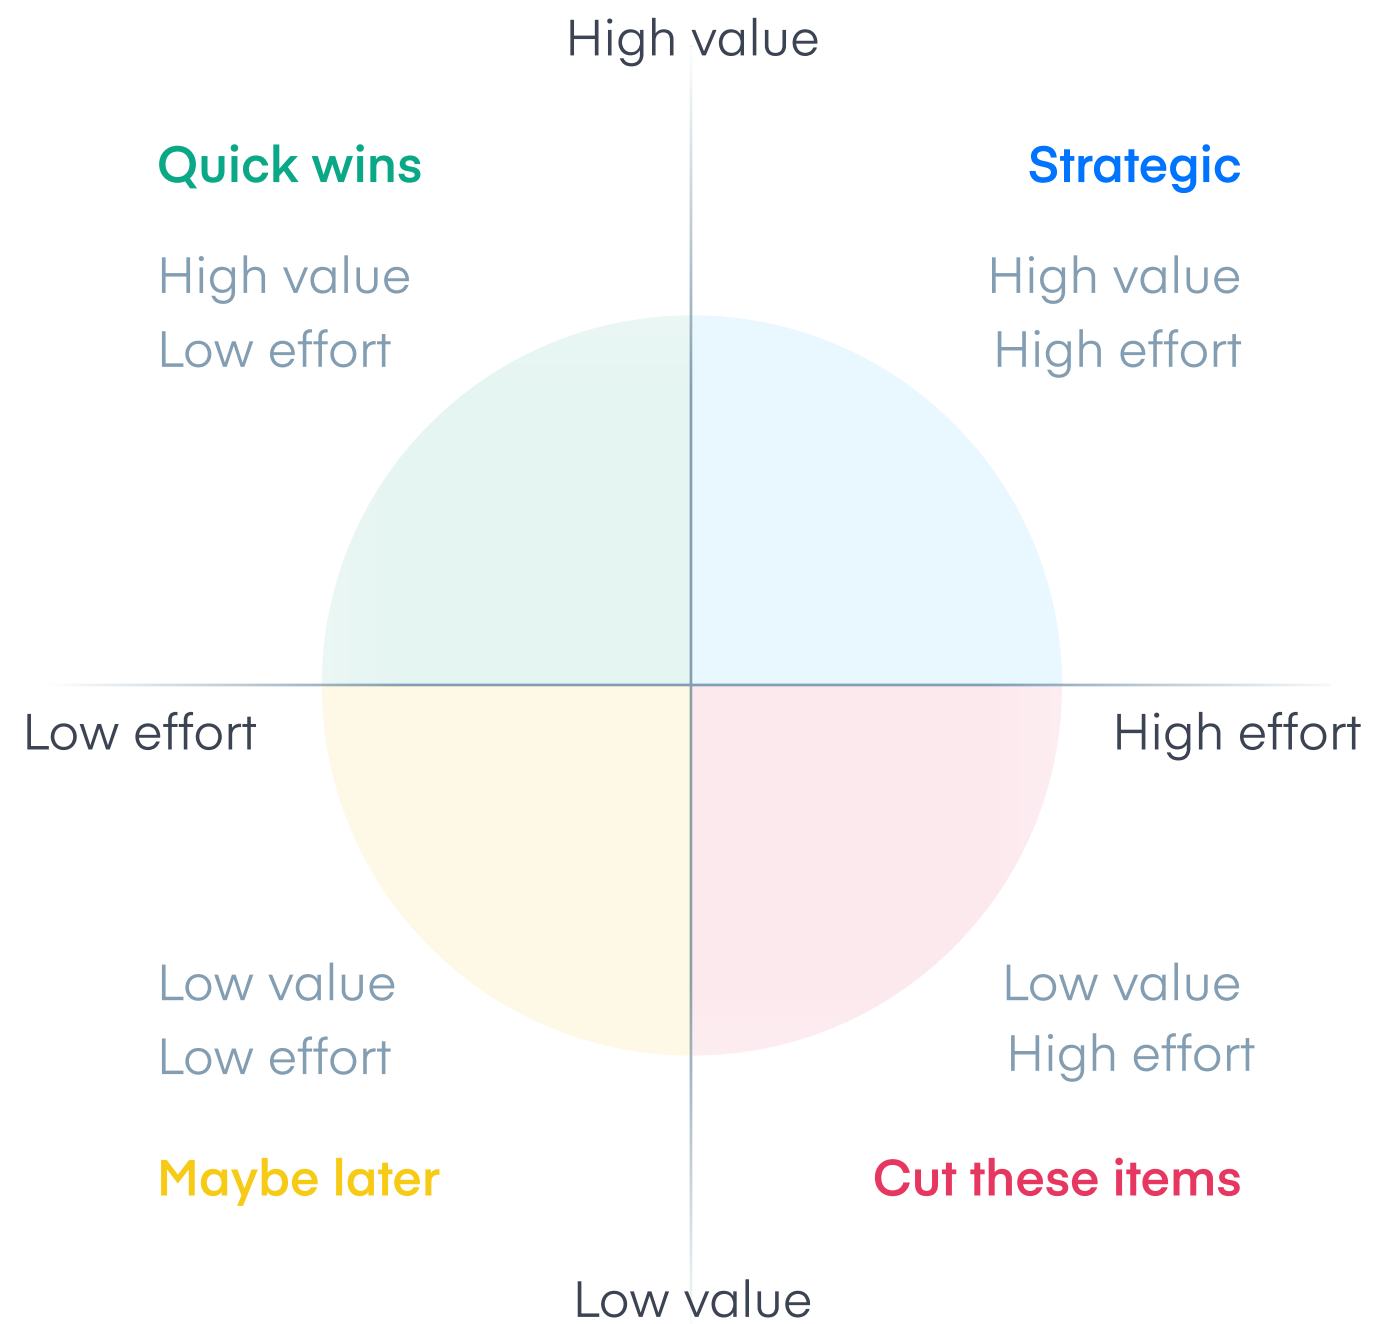 High value
Quick wins
Strategic
High value
Low effort
High value
High effort
Low effort
High effort
Low value
Low effort
Low value
High effort
Maybe later
Cut these items
Low value